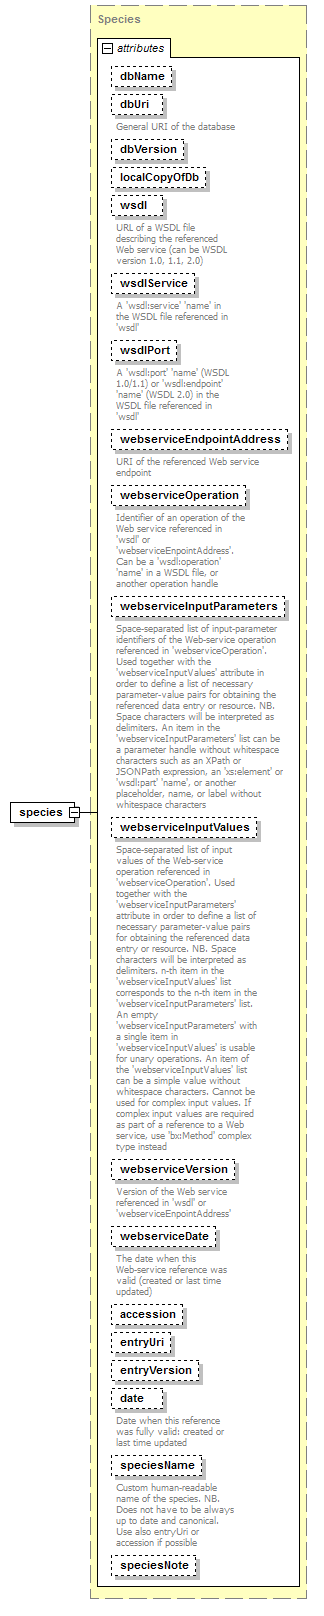 Species
attributes
dbName
dbUri
General URI of the database
dbVersion
localCopyOfDb
wsdl
URL of a WSDL file
describing the referenced
Web service (can be WSDL
version 1.0, 1.1, 2.0)
wsdlService
A 'wsdl:service' 'name' in
the WSDL file referenced in
'wsdl'
wsdlPort
A 'wsdl:port' 'name' (WSDL
1.0/1.1) or 'wsdl:endpoint'
'name' (WSDL 2.0) in the
WSDL file referenced in
'wsdl'
webserviceEndpointAddress
URI of the referenced Web service
endpoint
webserviceOperation
Identifier of an operation of the
Web service referenced in
'wsdl' or
'webserviceEnpointAddress'.
Can be a 'wsdl:operation'
'name' in a WSDL file, or
another operation handle
webserviceInputParameters
Space-separated list of input-parameter
identifiers of the Web-service operation
referenced in 'webserviceOperation'.
Used together with the
'webserviceInputValues' attribute in
order to define a list of necessary
parameter-value pairs for obtaining the
referenced data entry or resource. NB.
Space characters will be interpreted as
delimiters. An item in the
'webserviceInputParameters' list can be
a parameter handle without whitespace
characters such as an XPath or
JSONPath expression, an 'xs:element' or
'wsdl:part' 'name', or another
placeholder, name, or label without
whitespace characters
species
webserviceInputValues
Space-separated list of input
values of the Web-service
operation referenced in
'webserviceOperation'. Used
together with the
'webserviceInputParameters'
attribute in order to define a list of
necessary parameter-value pairs
for obtaining the referenced data
entry or resource. NB. Space
characters will be interpreted as
delimiters. n-th item in the
'webserviceInputValues' list
corresponds to the n-th item in the
'webserviceInputParameters' list.
An empty
'webserviceInputParameters' with
a single item in
'webserviceInputValues' is usable
for unary operations. An item of
the 'webserviceInputValues' list
can be a simple value without
whitespace characters. Cannot be
used for complex input values. If
complex input values are required
as part of a reference to a Web
service, use 'bx:Method' complex
type instead
webserviceVersion
Version of the Web service
referenced in 'wsdl' or
'webserviceEnpointAddress'
webserviceDate
The date when this
Web-service reference was
valid (created or last time
updated)
accession
entryUri
entryVersion
date
Date when this reference
was fully valid: created or
last time updated
speciesName
Custom human-readable
name of the species. NB.
Does not have to be always
up to date and canonical.
Use also entryUri or
accession if possible
speciesNote